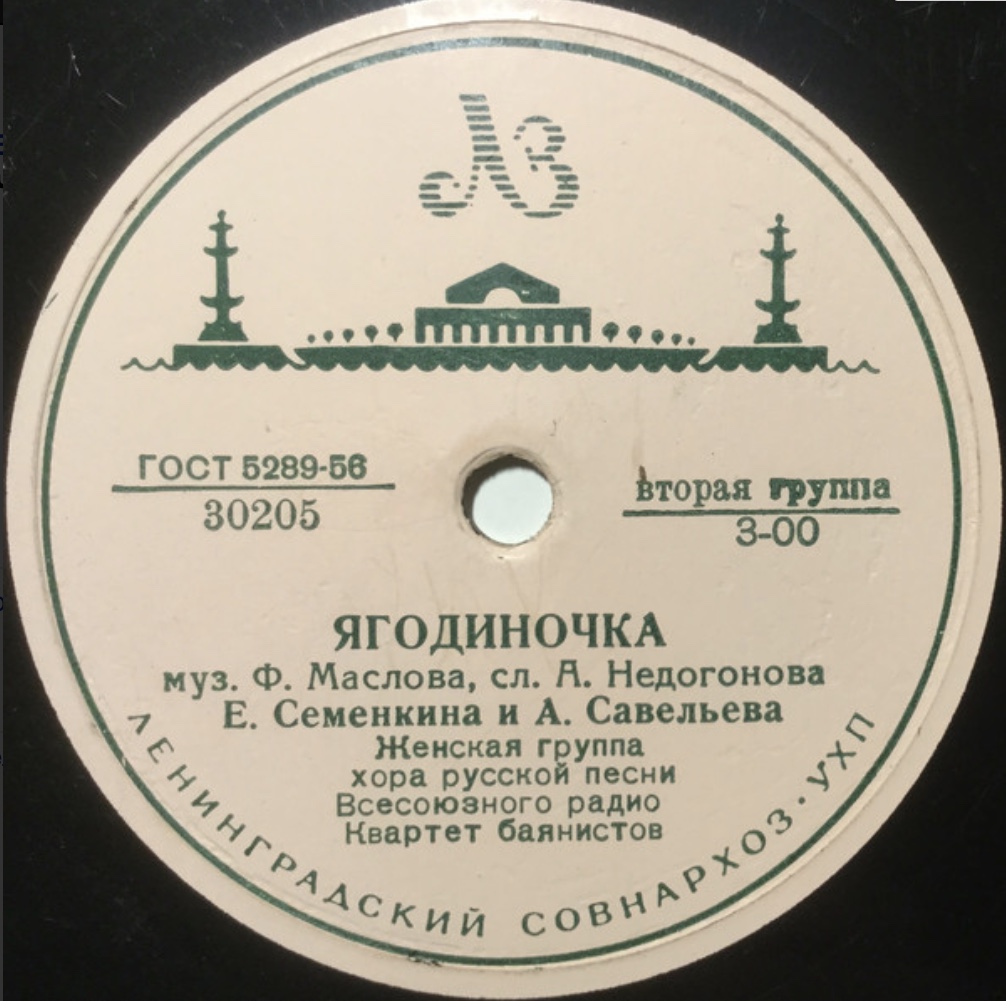 ЛЗ
ГОСТ 5289-56
30205
вторая группа
3-00
ЯГОДИНОЧКА
муз. Ф. Маслова, сл. А. Недогонова
Е. Семенкина и А. Савельева
Женская группа
хора русской песни
Всесоюзного радио
Квартет баянистов
ЛЕНИНГРАДСКИЙ СОВНАРХОЗ · УХП